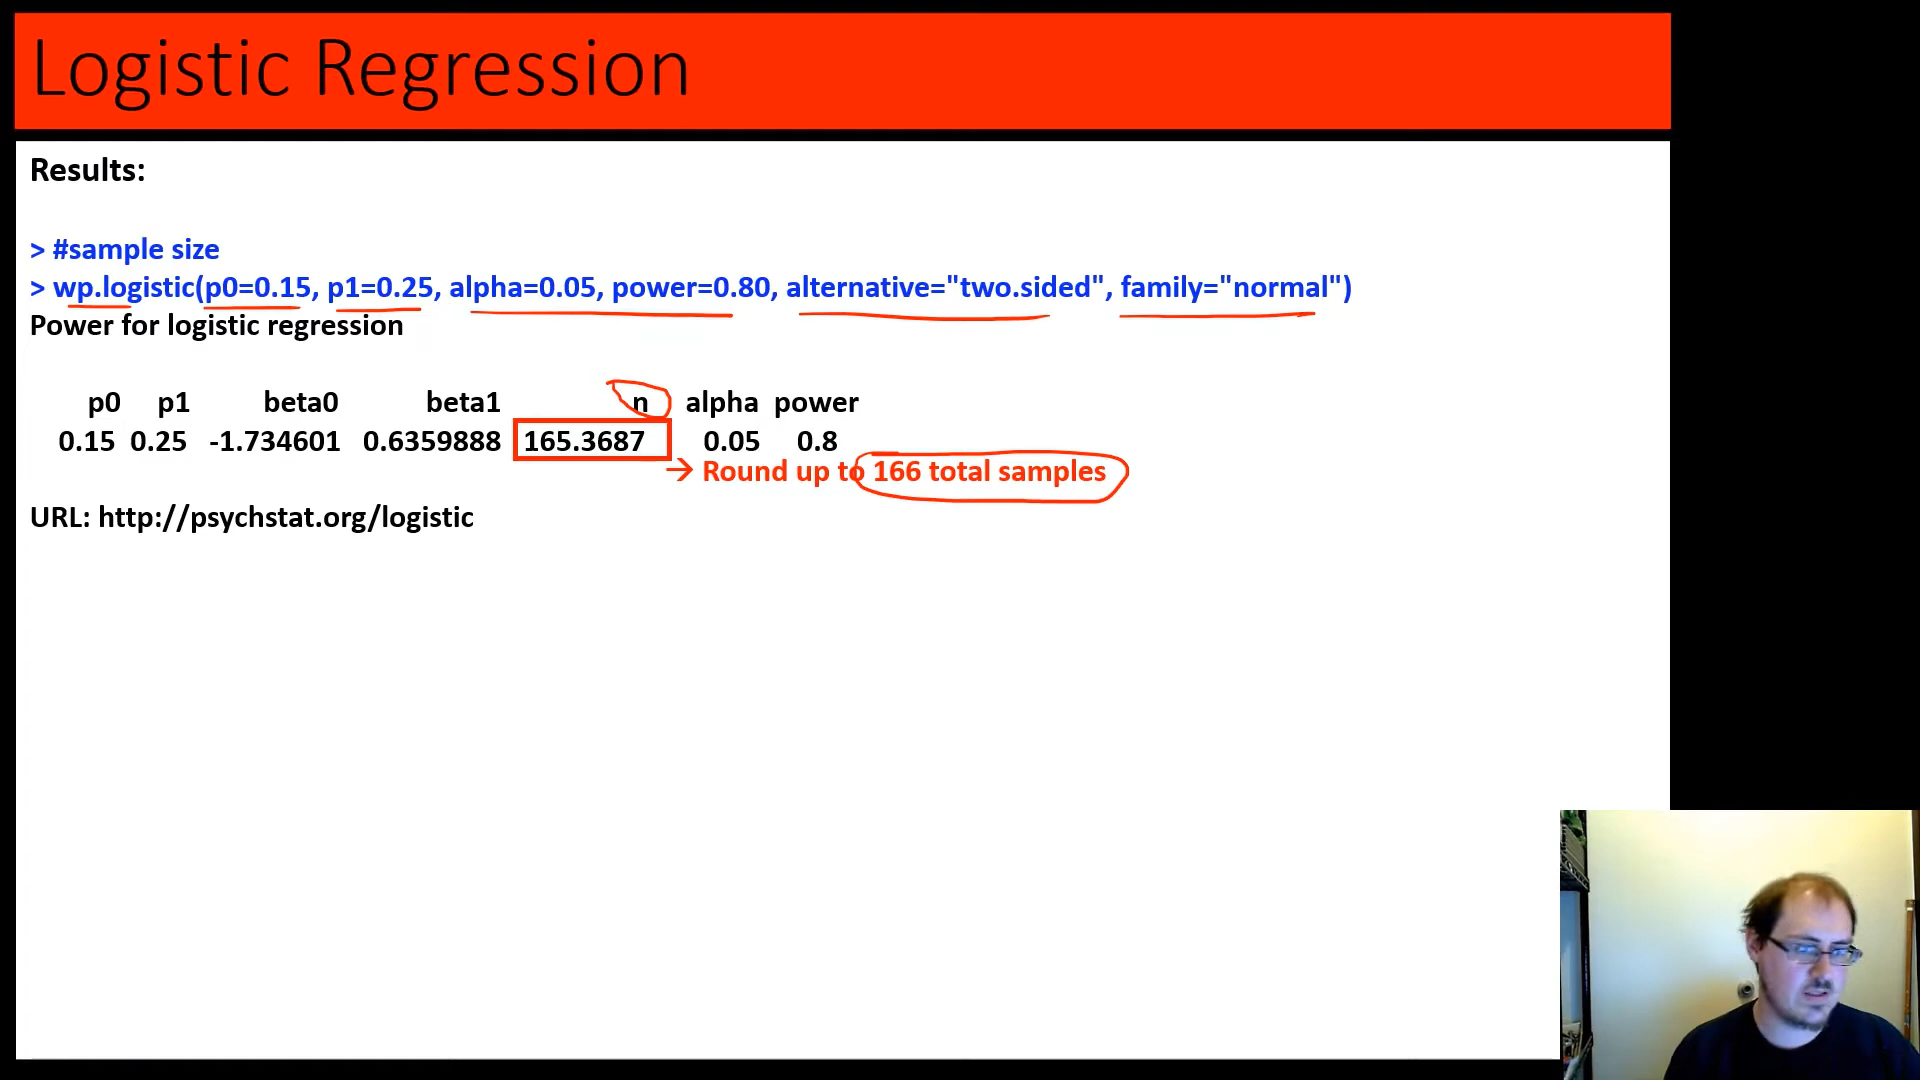 Logistic Regression
Results:
> #sample size
> wp.logistic(p0=0.15, p1=0.25, alpha=0.05, power=0.80, alternative="two.sided", family="normal")
Power for logistic regression
p0 p1 beta0 beta1 n alpha power
0.15 0.25 -1.734601 0.6359888 165.3687 0.05 0.8
→ Round up to 166 total samples
URL: http://psychstat.org/logistic